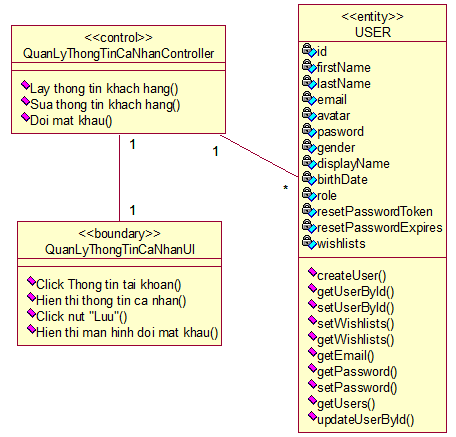 <<control>>
QuanLyThongTinCaNhanController
Lay thong tin khach hang()
Sua thong tin khach hang()
Doi mat khau()
1
1
1
*
<<boundary>>
QuanLyThongTinCaNhanUI
Click Thong tin tai khoan()
Hien thi thong tin ca nhan()
Click nut "Luu"()
Hien thi man hinh doi mat khau()
<<entity>>
USER
id
firstName
lastName
email
avatar
pasword
gender
displayName
birthDate
role
resetPasswordToken
resetPasswordExpires
wishlists
createUser()
getUserById()
setUserById()
setWishlists()
getWishlists()
getEmail()
getPassword()
setPassword()
getUsers()
updateUserById()